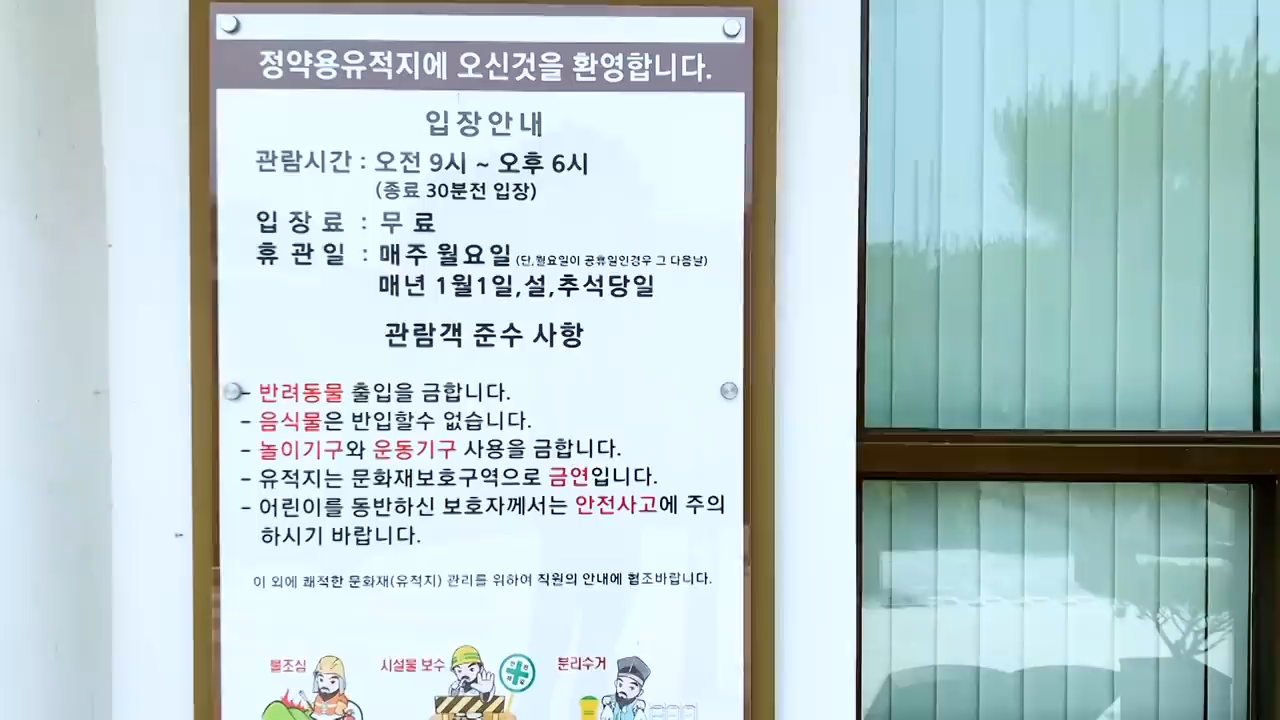 정약용유적지에 오신것을 환영합니다.
입장안내
관람시간 : 오전 9시 ~ 오후 6시
(종료 30분전 입장)
입 장 료 : 무 료
휴 관 일 : 매주 월요일 (단,월요일이 공휴일인경우 그 다음날)
매년 1월1일,설,추석당일
관람객 준수 사항
- 반려동물 출입을 금합니다.
- 음식물은 반입할수 없습니다.
- 놀이기구와 운동기구 사용을 금합니다.
- 유적지는 문화재보호구역으로 금연입니다.
- 어린이를 동반하신 보호자께서는 안전사고에 주의
하시기 바랍니다.
이 외에 쾌적한 문화재(유적지) 관리를 위하여 직원의 안내에 협조바랍니다.
불조심 시설물 보수 분리수거